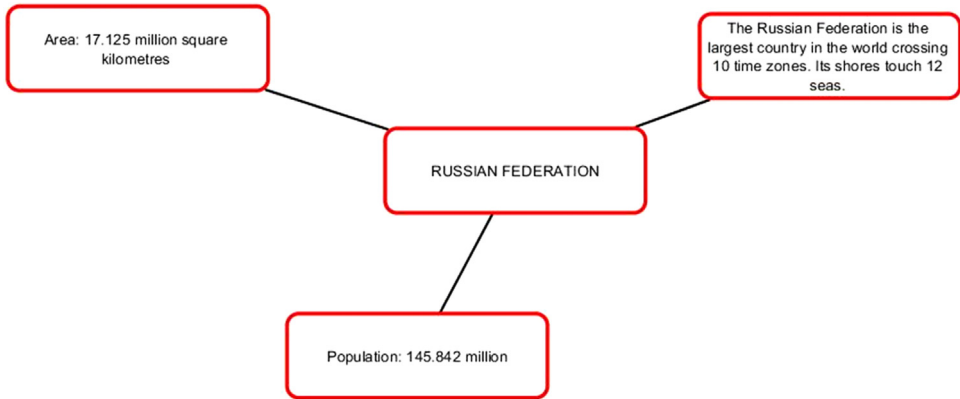 Area: 17.125 million square
kilometres
The Russian Federation is the
largest country in the world crossing
10 time zones. Its shores touch 12
seas.
RUSSIAN FEDERATION
Population: 145.842 million